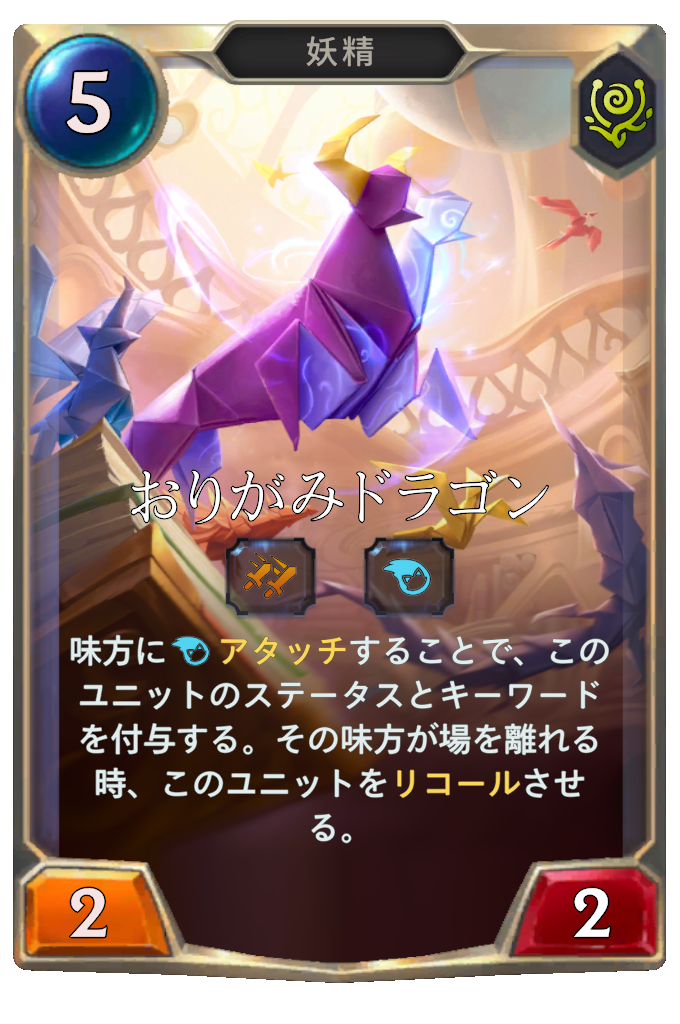 妖精
5
おりがみドラゴン
味方にアタッチすることで、この
ユニットのステータスとキーワード
を付与する。その味方が場を離れる
時、このユニットをリコールさせ
る。
2
2